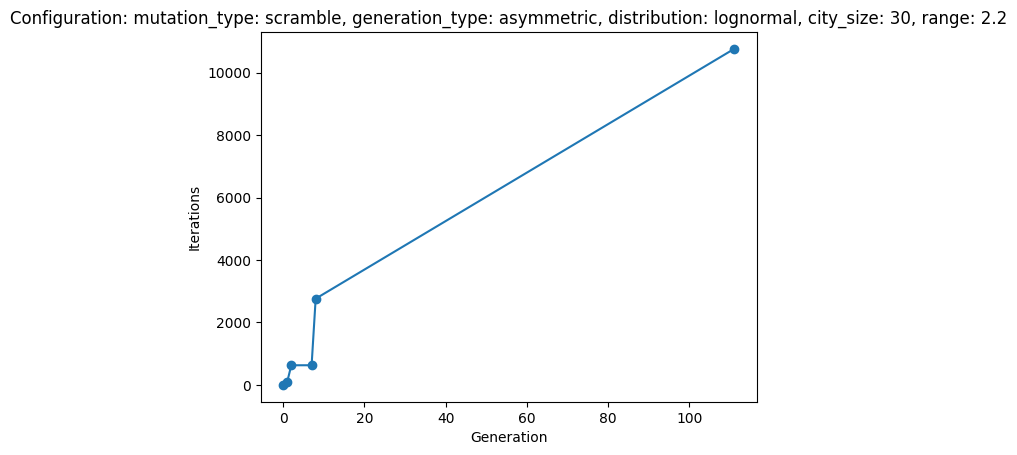 Configuration: mutation_type: scramble, generation_type: asymmetric, distribution: lognormal, city_size: 30, range: 2.2
10000
8000
6000
4000
2000
0
Iterations
0 20 40 60 80 100
Generation